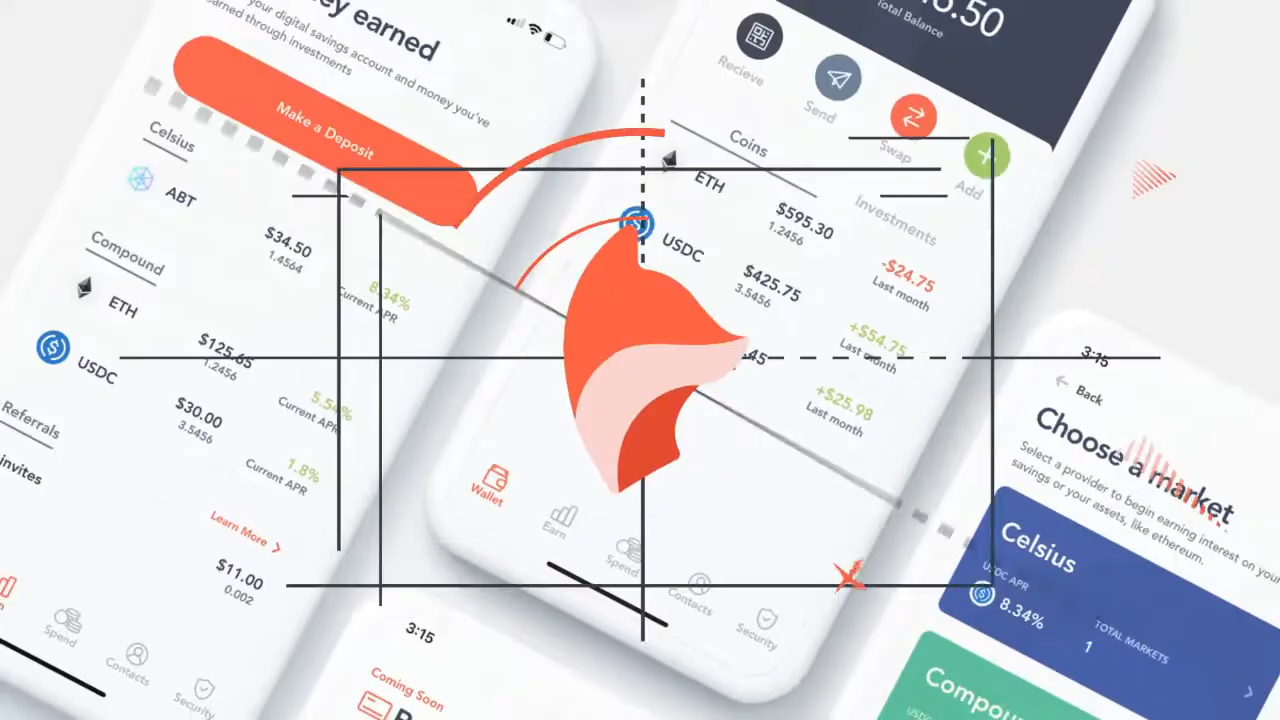 ey earned
your digital savings account and money you've
earned through investments
Make a Deposit
Celsius
ABT
$34.50
1.4564
8.34%
Current APR
Compound
ETH
$125.65
1.2456
5.54%
Current APR
USDC
$30.00
3.5456
1.8%
Current APR
Referrals
invites
Learn More
$11.00
0.002
Spend
Contacts
Security
.50
Total Balance
Recieve
Send
Swap
Add
Coins
Investments
ETH
$595.30
1.2456
-$24.75
Last month
USDC
$425.75
3.5456
+$54.75
Last month
.45
+$25.98
Last month
Wallet
Earn
Spend
Contacts
Security
3:15
Coming Soon
3:15
Back
Choose a market
Select a provider to begin earning interest on your
savings or your assets, like ethereum.
Celsius
USDC APR
8.34%
TOTAL MARKETS
1
Compou
USDC